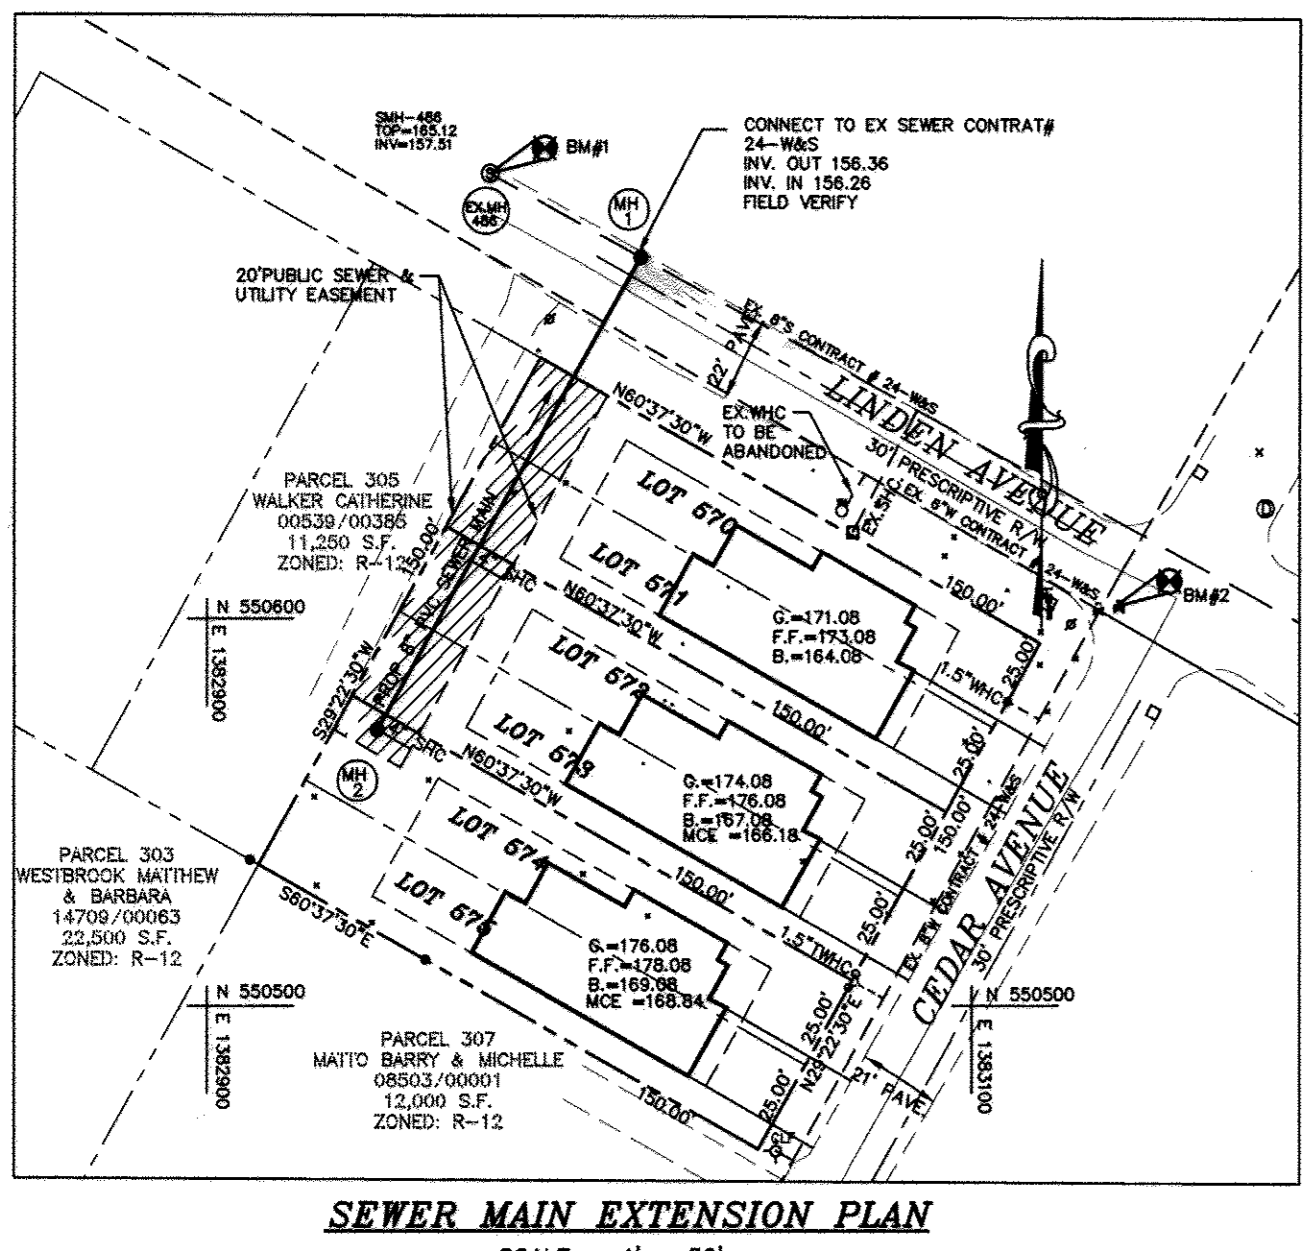 SMH-486
TOP=165.12
INV=157.51
BM#1
EX.MH
486
MH
1
CONNECT TO EX SEWER CONTRAT#
24-W&S
INV. OUT 156.36
INV. IN 156.26
FIELD VERIFY
20'PUBLIC SEWER &
UTILITY EASEMENT
EX. 8"S CONTRACT # 24-W&S
22' PAVE
LINDEN AVENUE
30' PRESCRIPTIVE R/W
EX. 8"W CONTRACT # 24-W&S
N60°37'30"W
EX.WHC
TO BE
ABANDONED
EX.SHC
BM#2
D
PARCEL 305
WALKER CATHERINE
00539/00386
11,250 S.F.
ZONED: R-12
150.00'
S29°22'30"W
PROP 8" PVC SEWER MAIN
4" SHC
N60°37'30"W
LOT 570
LOT 571
G.=171.08
F.F.=173.08
B.=164.08
150.00'
25.00'
1.5"WHC
N 550600
E 1382900
LOT 572
LOT 573
150.00'
25.00'
G.=174.08
F.F.=176.08
B.=167.08
MCE =166.18
25.00'
150.00'
4" SHC
N60°37'30"W
MH
2
LOT 574
LOT 575
150.00'
25.00'
1.5"TWHC
G.=176.08
F.F.=178.08
B.=169.08
MCE =168.84
EX. 8"W CONTRACT # 24-W&S
CEDAR AVENUE
30' PRESCRIPTIVE R/W
PARCEL 303
WESTBROOK MATTHEW
& BARBARA
14709/00063
22,500 S.F.
ZONED: R-12
S60°37'30"E
N 550500
E 1382900
N 550500
E 1383100
25.00'
N29°22'30"E
25.00'
21' PAVE
PARCEL 307
MATTO BARRY & MICHELLE
08503/00001
12,000 S.F.
ZONED: R-12
150.00'
SEWER MAIN EXTENSION PLAN